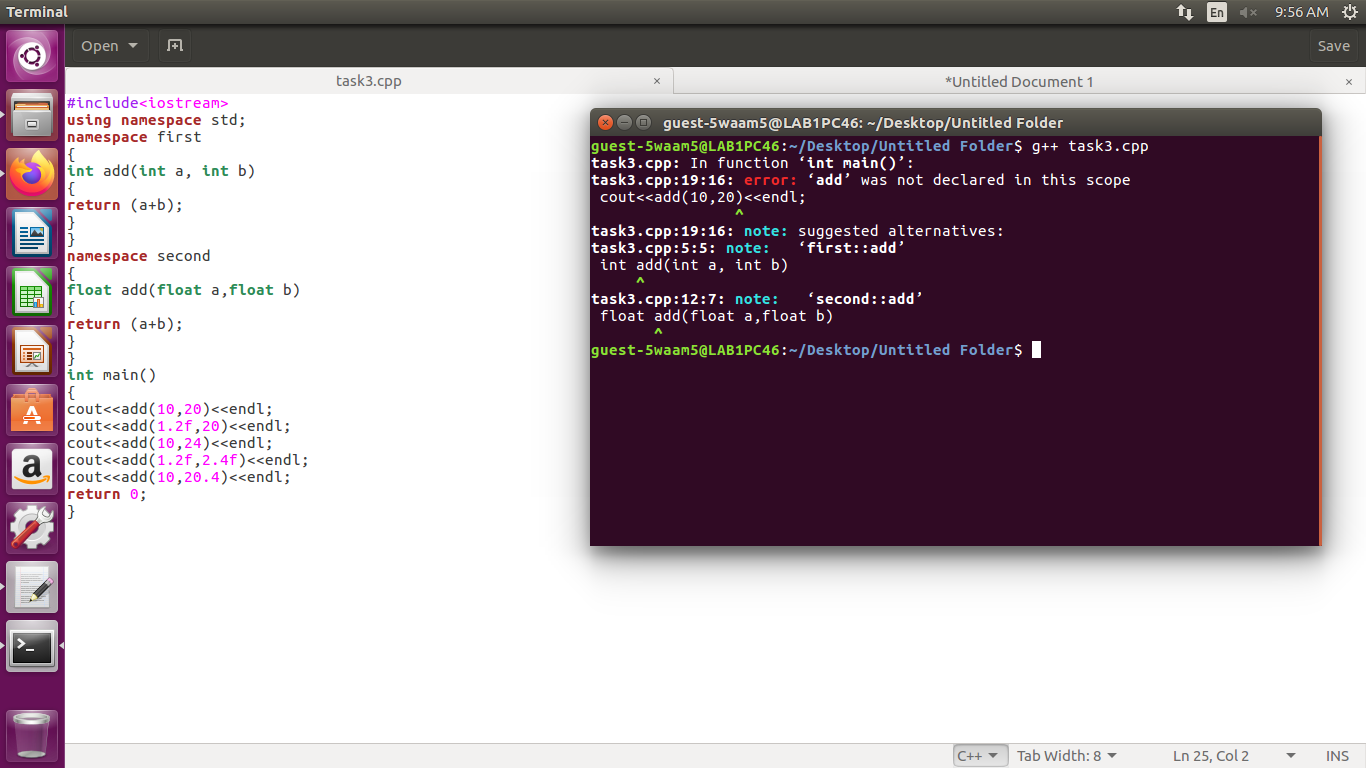 Terminal
En
9:56 AM
Open
Save
task3.cpp
*Untitled Document 1
#include<iostream>
using namespace std;
namespace first
{
int add(int a, int b)
{
return (a+b);
}
}
namespace second
{
float add(float a,float b)
{
return (a+b);
}
}
int main()
{
cout<<add(10,20)<<endl;
cout<<add(1.2f,20)<<endl;
cout<<add(10,24)<<endl;
cout<<add(1.2f,2.4f)<<endl;
cout<<add(10,20.4)<<endl;
return 0;
}
guest-5waam5@LAB1PC46: ~/Desktop/Untitled Folder
guest-5waam5@LAB1PC46:~/Desktop/Untitled Folder$ g++ task3.cpp
task3.cpp: In function ‘int main()’:
task3.cpp:19:16: error: ‘add’ was not declared in this scope
 cout<<add(10,20)<<endl;
                ^
task3.cpp:19:16: note: suggested alternatives:
task3.cpp:5:5: note:   ‘first::add’
 int add(int a, int b)
     ^
task3.cpp:12:7: note:   ‘second::add’
 float add(float a,float b)
       ^
guest-5waam5@LAB1PC46:~/Desktop/Untitled Folder$
C++
Tab Width: 8
Ln 25, Col 2
INS